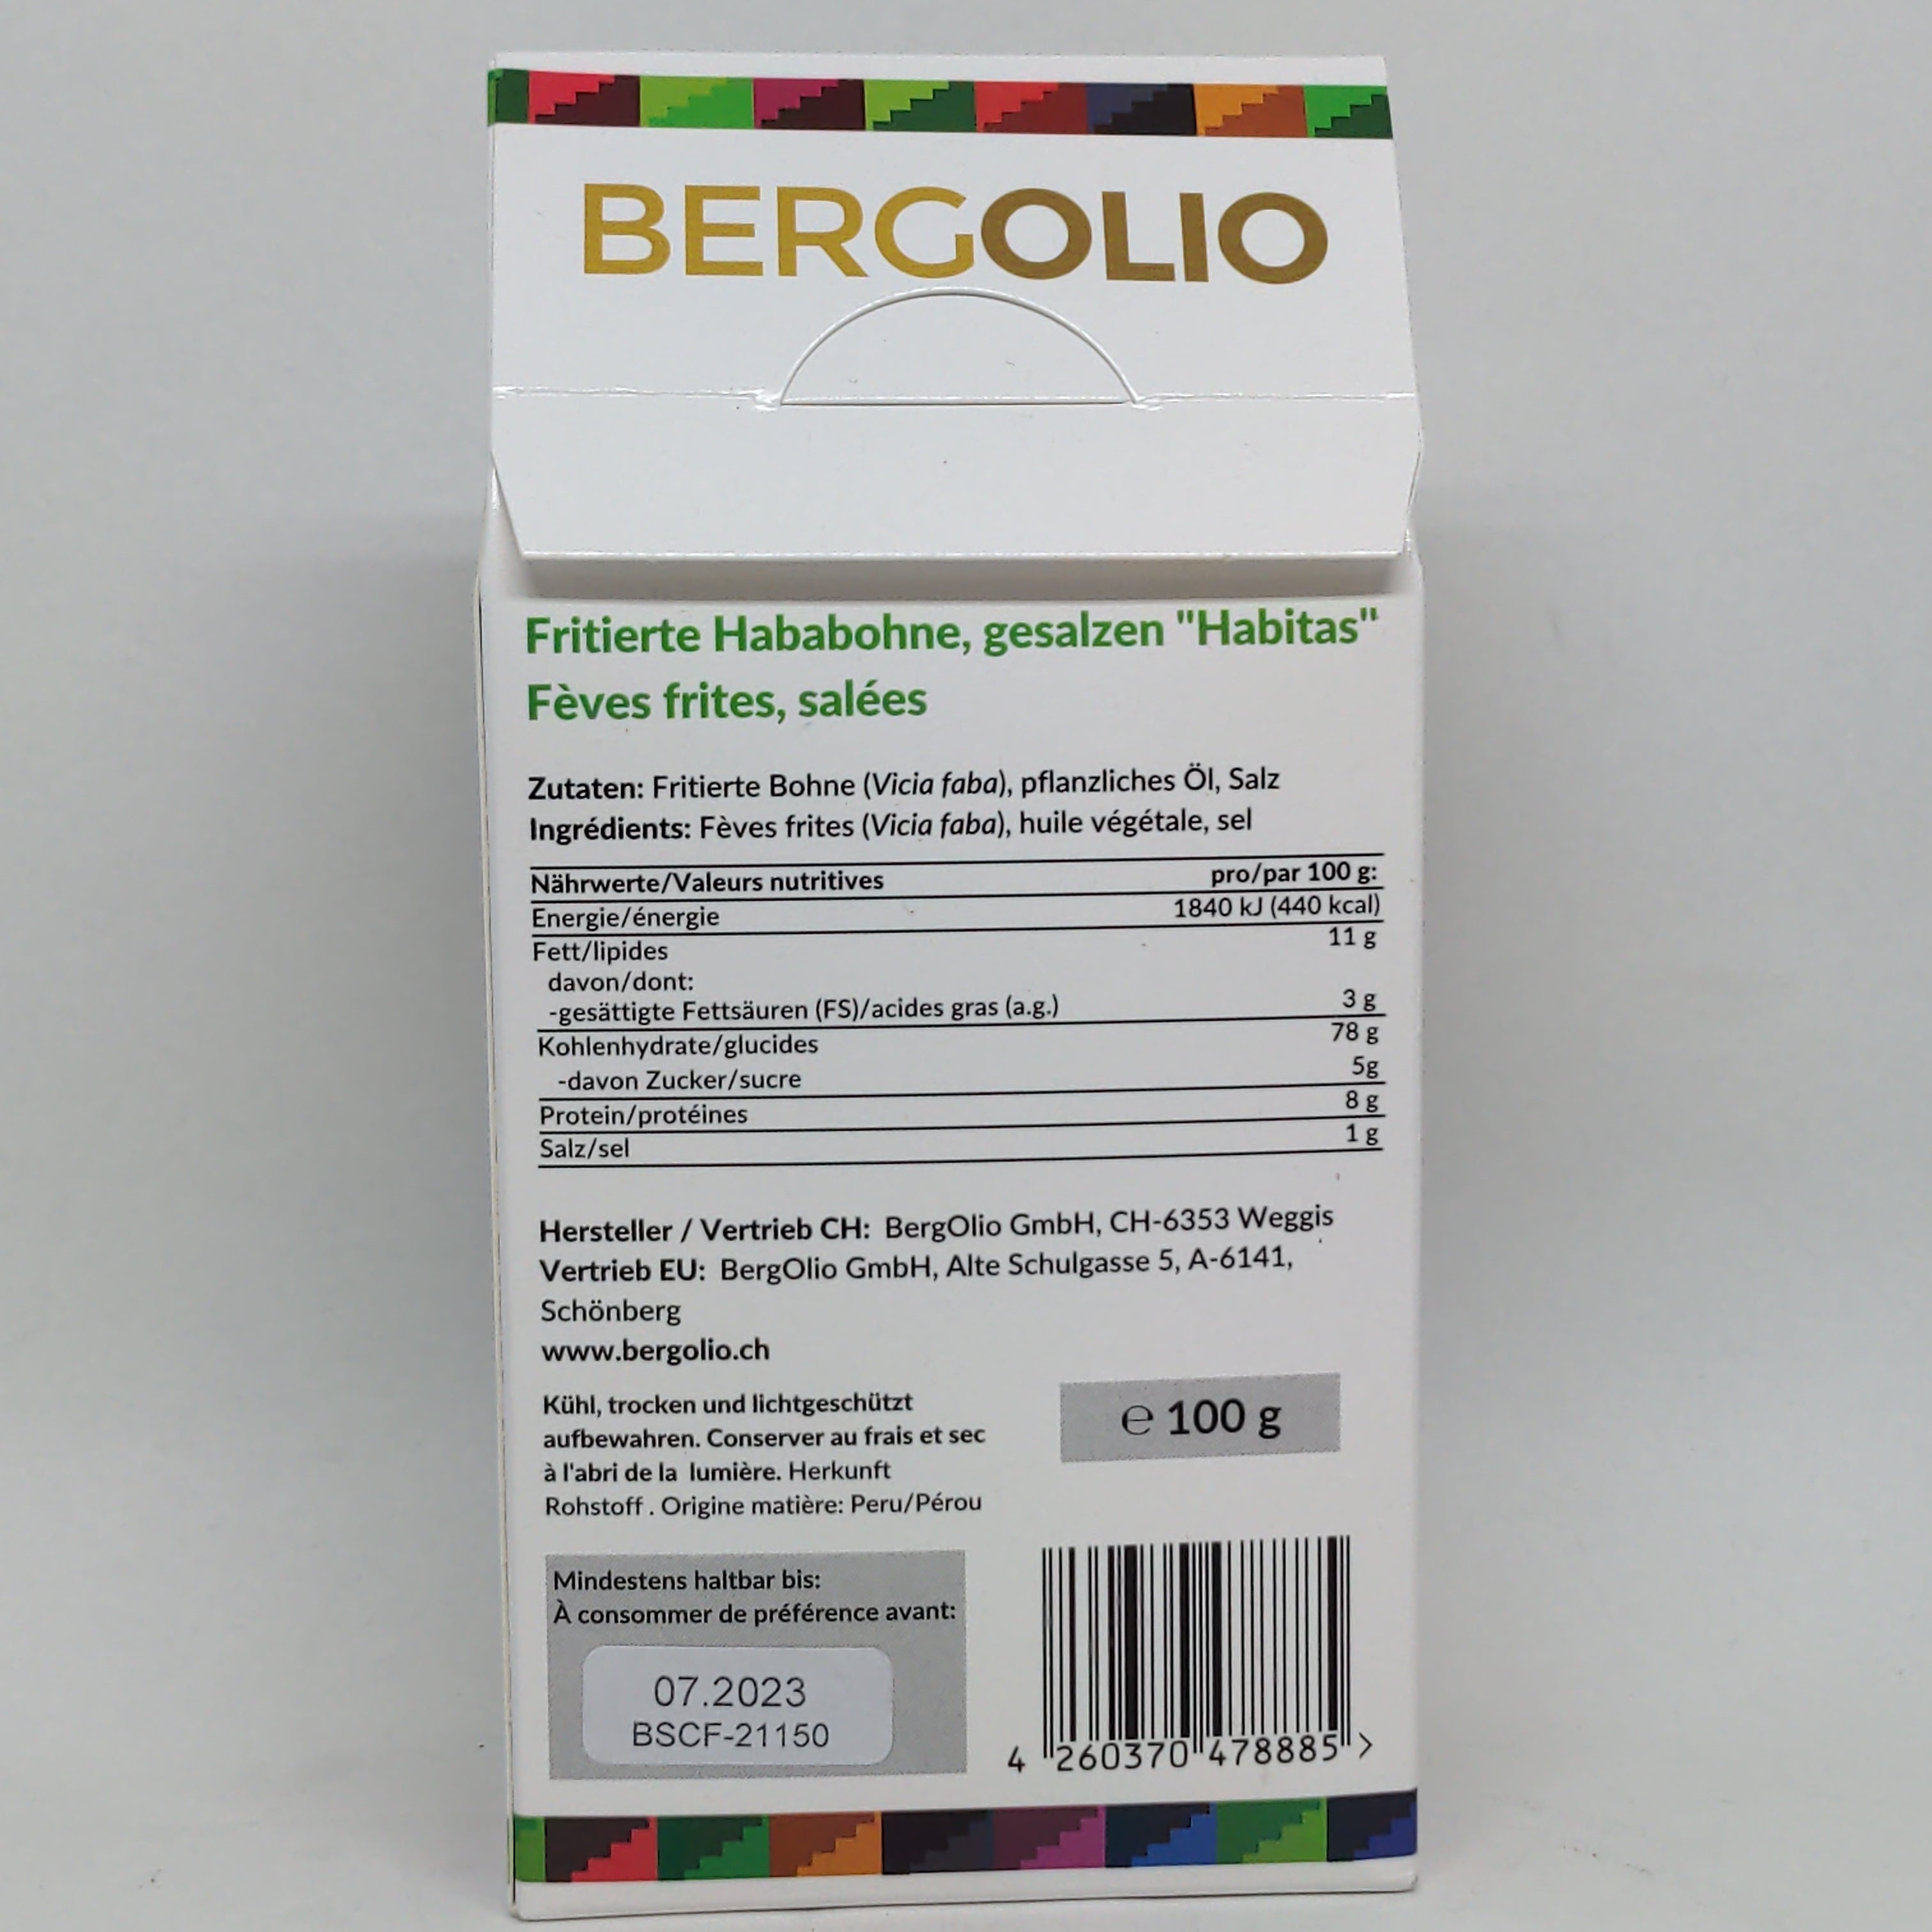 BERGOLIO
Fritierte Hababohne, gesalzen "Habitas"
Fèves frites, salées
Zutaten: Fritierte Bohne (Vicia faba), pflanzliches Öl, Salz
Ingrédients: Fèves frites (Vicia faba), huile végétale, sel
Nährwerte/Valeurs nutritives pro/par 100 g:
Energie/énergie 1840 kJ (440 kcal)
Fett/lipides 11 g
davon/dont:
-gesättigte Fettsäuren (FS)/acides gras (a.g.) 3 g
Kohlenhydrate/glucides 78 g
-davon Zucker/sucre 5g
Protein/protéines 8 g
Salz/sel 1 g
Hersteller / Vertrieb CH: BergOlio GmbH, CH-6353 Weggis
Vertrieb EU: BergOlio GmbH, Alte Schulgasse 5, A-6141,
Schönberg
www.bergolio.ch
Kühl, trocken und lichtgeschützt
aufbewahren. Conserver au frais et sec
à l'abri de la lumière. Herkunft
Rohstoff . Origine matière: Peru/Pérou
℮ 100 g
Mindestens haltbar bis:
À consommer de préférence avant:
07.2023
BSCF-21150
4 260370 478885 >